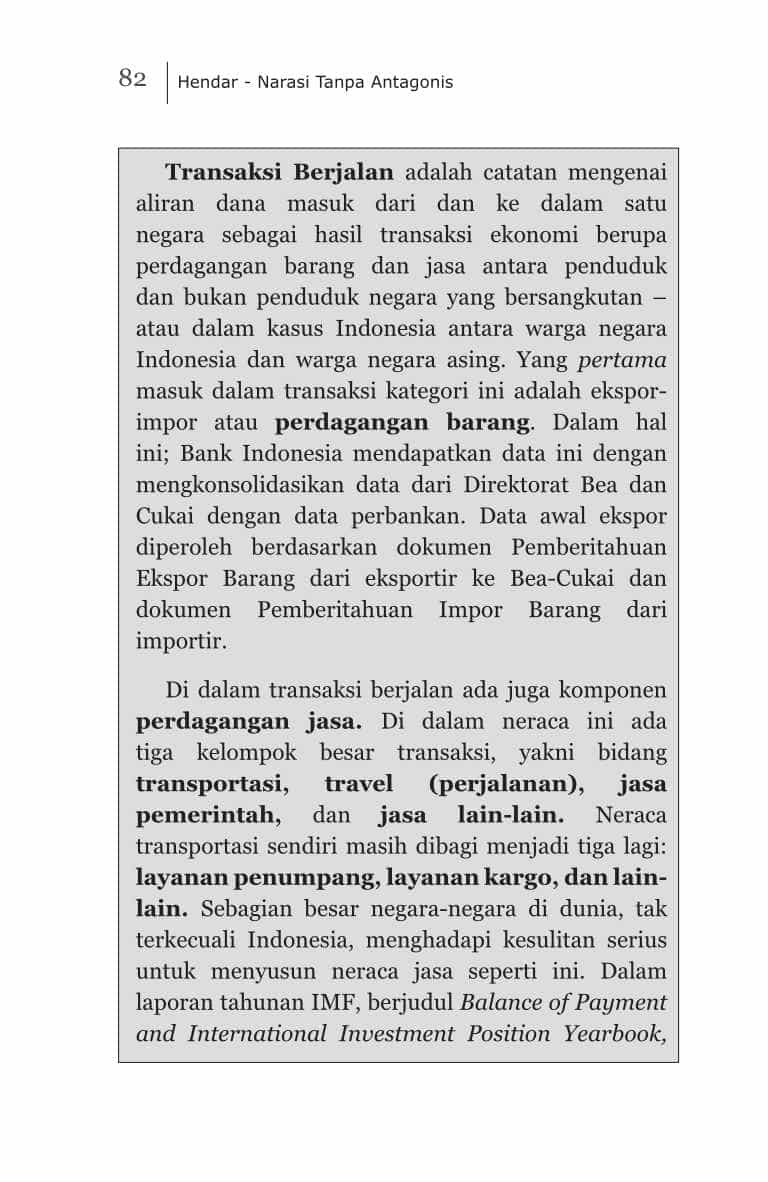 82
Hendar - Narasi Tanpa Antagonis
Transaksi Berjalan adalah catatan mengenai
aliran dana masuk dari dan ke dalam satu
negara sebagai hasil transaksi ekonomi berupa
perdagangan barang dan jasa antara penduduk
dan bukan penduduk negara yang bersangkutan –
atau dalam kasus Indonesia antara warga negara
Indonesia dan warga negara asing. Yang pertama
masuk dalam transaksi kategori ini adalah ekspor-
impor atau perdagangan barang. Dalam hal
ini; Bank Indonesia mendapatkan data ini dengan
mengkonsolidasikan data dari Direktorat Bea dan
Cukai dengan data perbankan. Data awal ekspor
diperoleh berdasarkan dokumen Pemberitahuan
Ekspor Barang dari eksportir ke Bea-Cukai dan
dokumen Pemberitahuan Impor Barang dari
importir.
Di dalam transaksi berjalan ada juga komponen
perdagangan jasa. Di dalam neraca ini ada
tiga kelompok besar transaksi, yakni bidang
transportasi, travel (perjalanan), jasa
pemerintah, dan jasa lain-lain. Neraca
transportasi sendiri masih dibagi menjadi tiga lagi:
layanan penumpang, layanan kargo, dan lain-
lain. Sebagian besar negara-negara di dunia, tak
terkecuali Indonesia, menghadapi kesulitan serius
untuk menyusun neraca jasa seperti ini. Dalam
laporan tahunan IMF, berjudul Balance of Payment
and International Investment Position Yearbook,